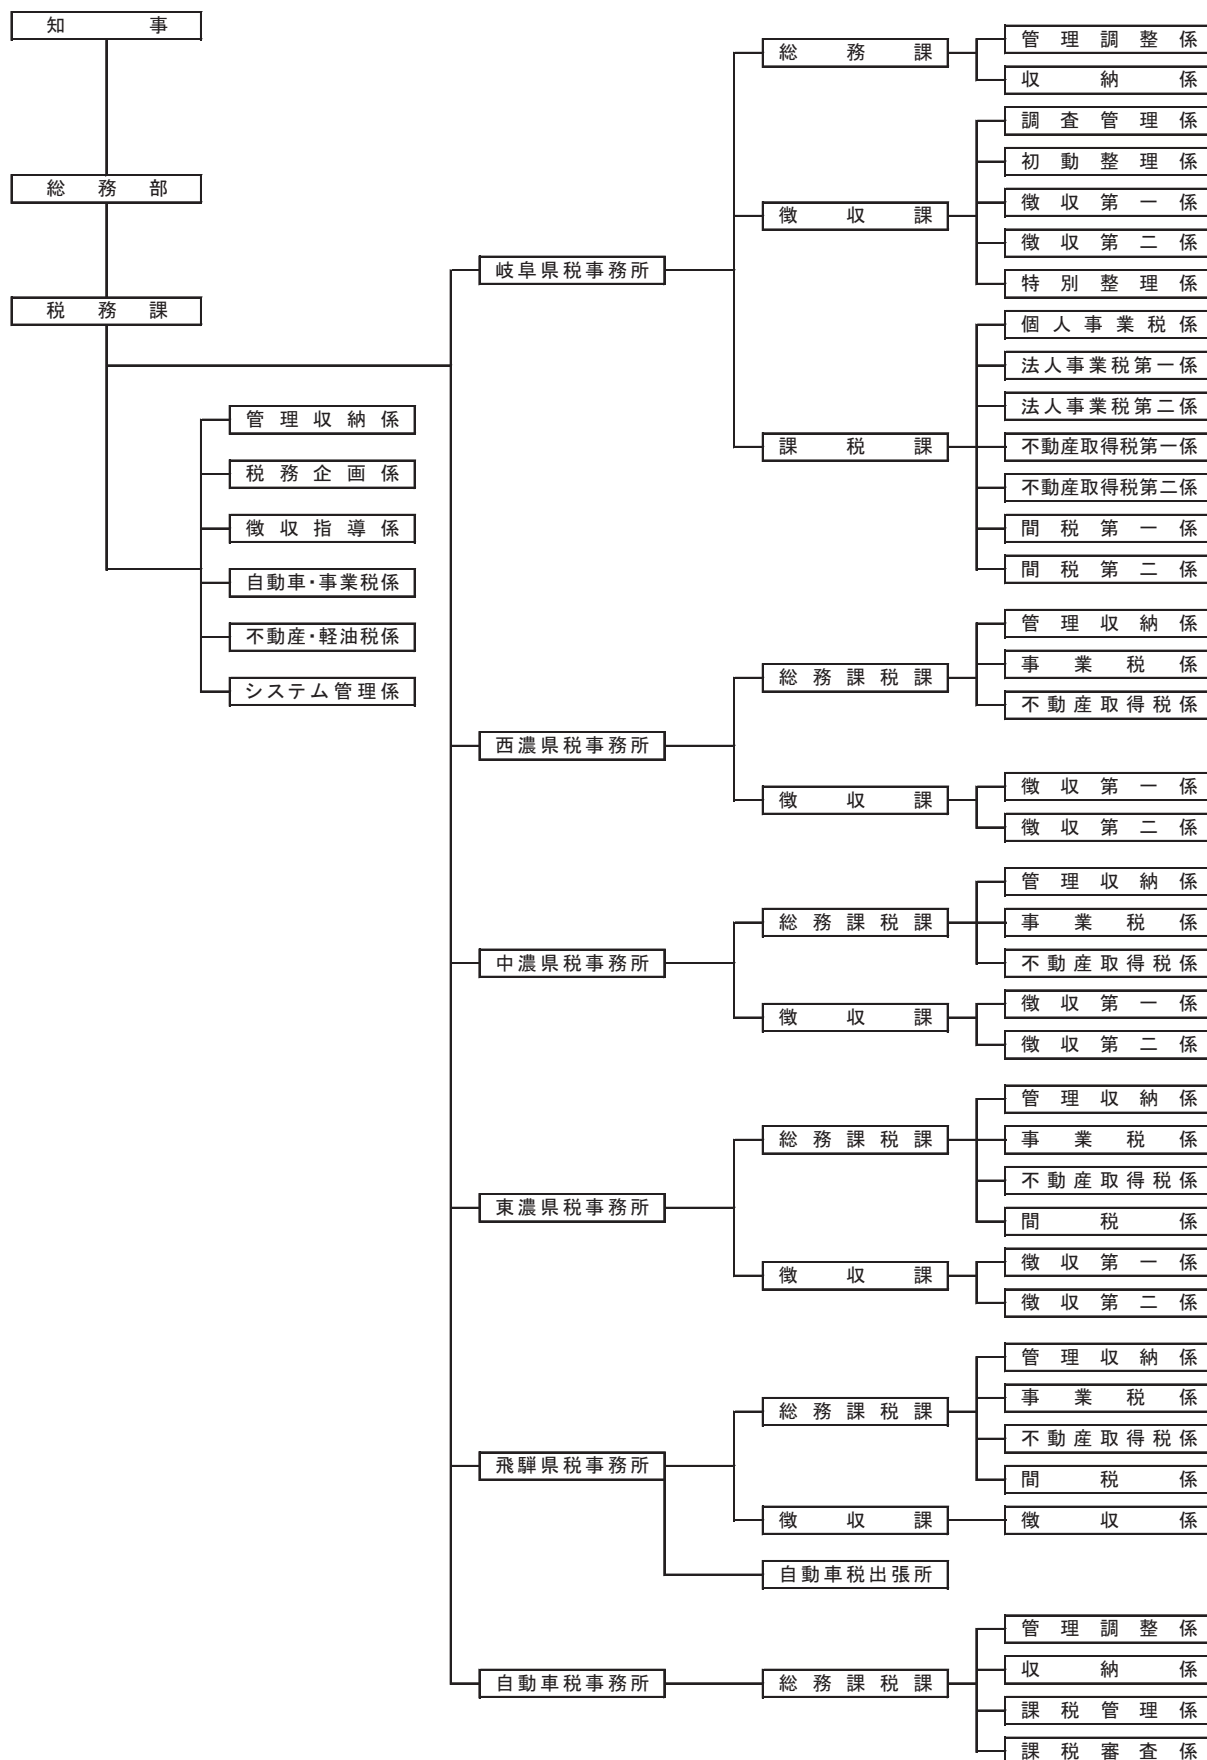 知事
総務部
税務課
管理収納係
税務企画係
徴収指導係
自動車・事業税係
不動産・軽油税係
システム管理係
岐阜県税事務所
総務課
管理調整係
収納係
徴収課
調査管理係
初動整理係
徴収第一係
徴収第二係
特別整理係
課税課
個人事業税係
法人事業税第一係
法人事業税第二係
不動産取得税第一係
不動産取得税第二係
間税第一係
間税第二係
西濃県税事務所
総務課税課
管理収納係
事業税係
不動産取得税係
徴収課
徴収第一係
徴収第二係
中濃県税事務所
総務課税課
管理収納係
事業税係
不動産取得税係
徴収課
徴収第一係
徴収第二係
東濃県税事務所
総務課税課
管理収納係
事業税係
不動産取得税係
間税係
徴収課
徴収第一係
徴収第二係
飛騨県税事務所
総務課税課
管理収納係
事業税係
不動産取得税係
間税係
徴収課
徴収係
自動車税出張所
自動車税事務所
総務課税課
管理調整係
収納係
課税管理係
課税審査係